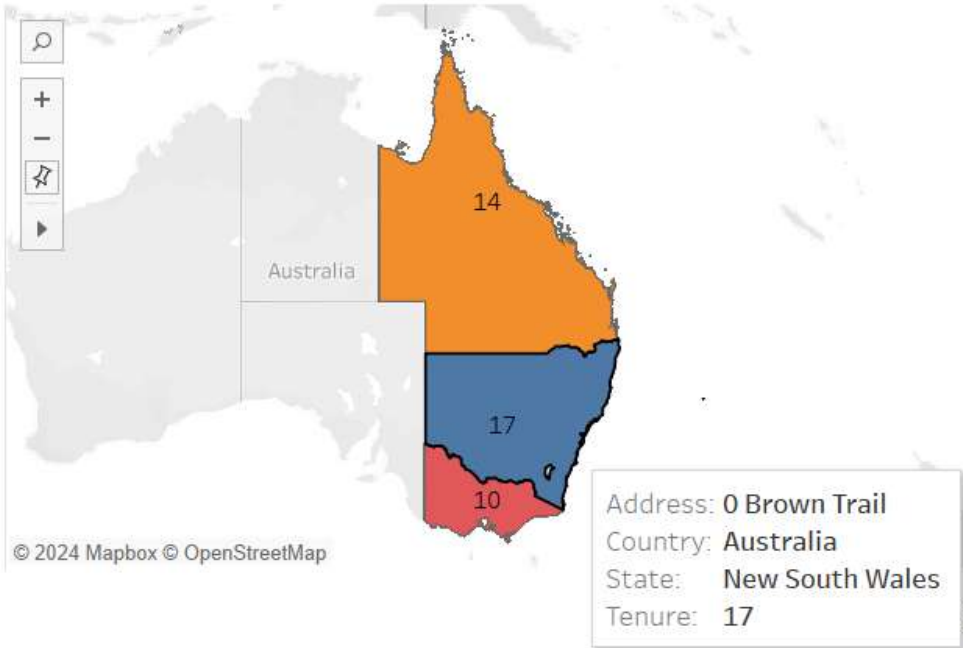 14
Australia
17
10
© 2024 Mapbox © OpenStreetMap
Address: 0 Brown Trail
Country: Australia
State: New South Wales
Tenure: 17